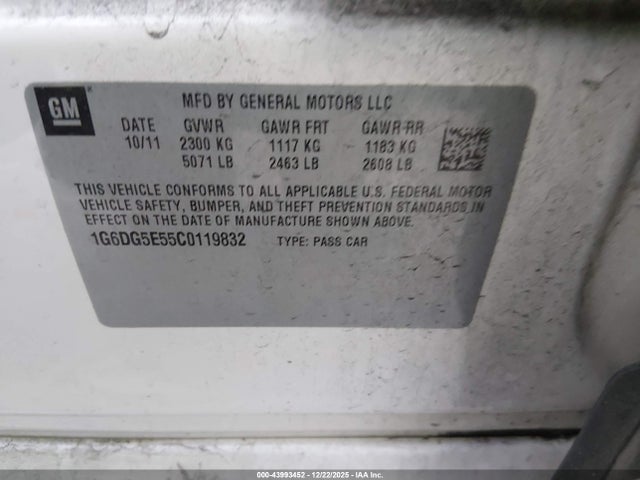 GM
MFD BY GENERAL MOTORS LLC
DATE GVWR GAWR FRT GAWR RR
10/11 2300 KG 1117 KG 1183 KG
5071 LB 2463 LB 2608 LB
THIS VEHICLE CONFORMS TO ALL APPLICABLE U.S. FEDERAL MOTOR
VEHICLE SAFETY, BUMPER, AND THEFT PREVENTION STANDARDS IN
EFFECT ON THE DATE OF MANUFACTURE SHOWN ABOVE.
1G6DG5E55C0119832 TYPE: PASS CAR
000-43993452 - 12/22/2025 - IAA Inc.